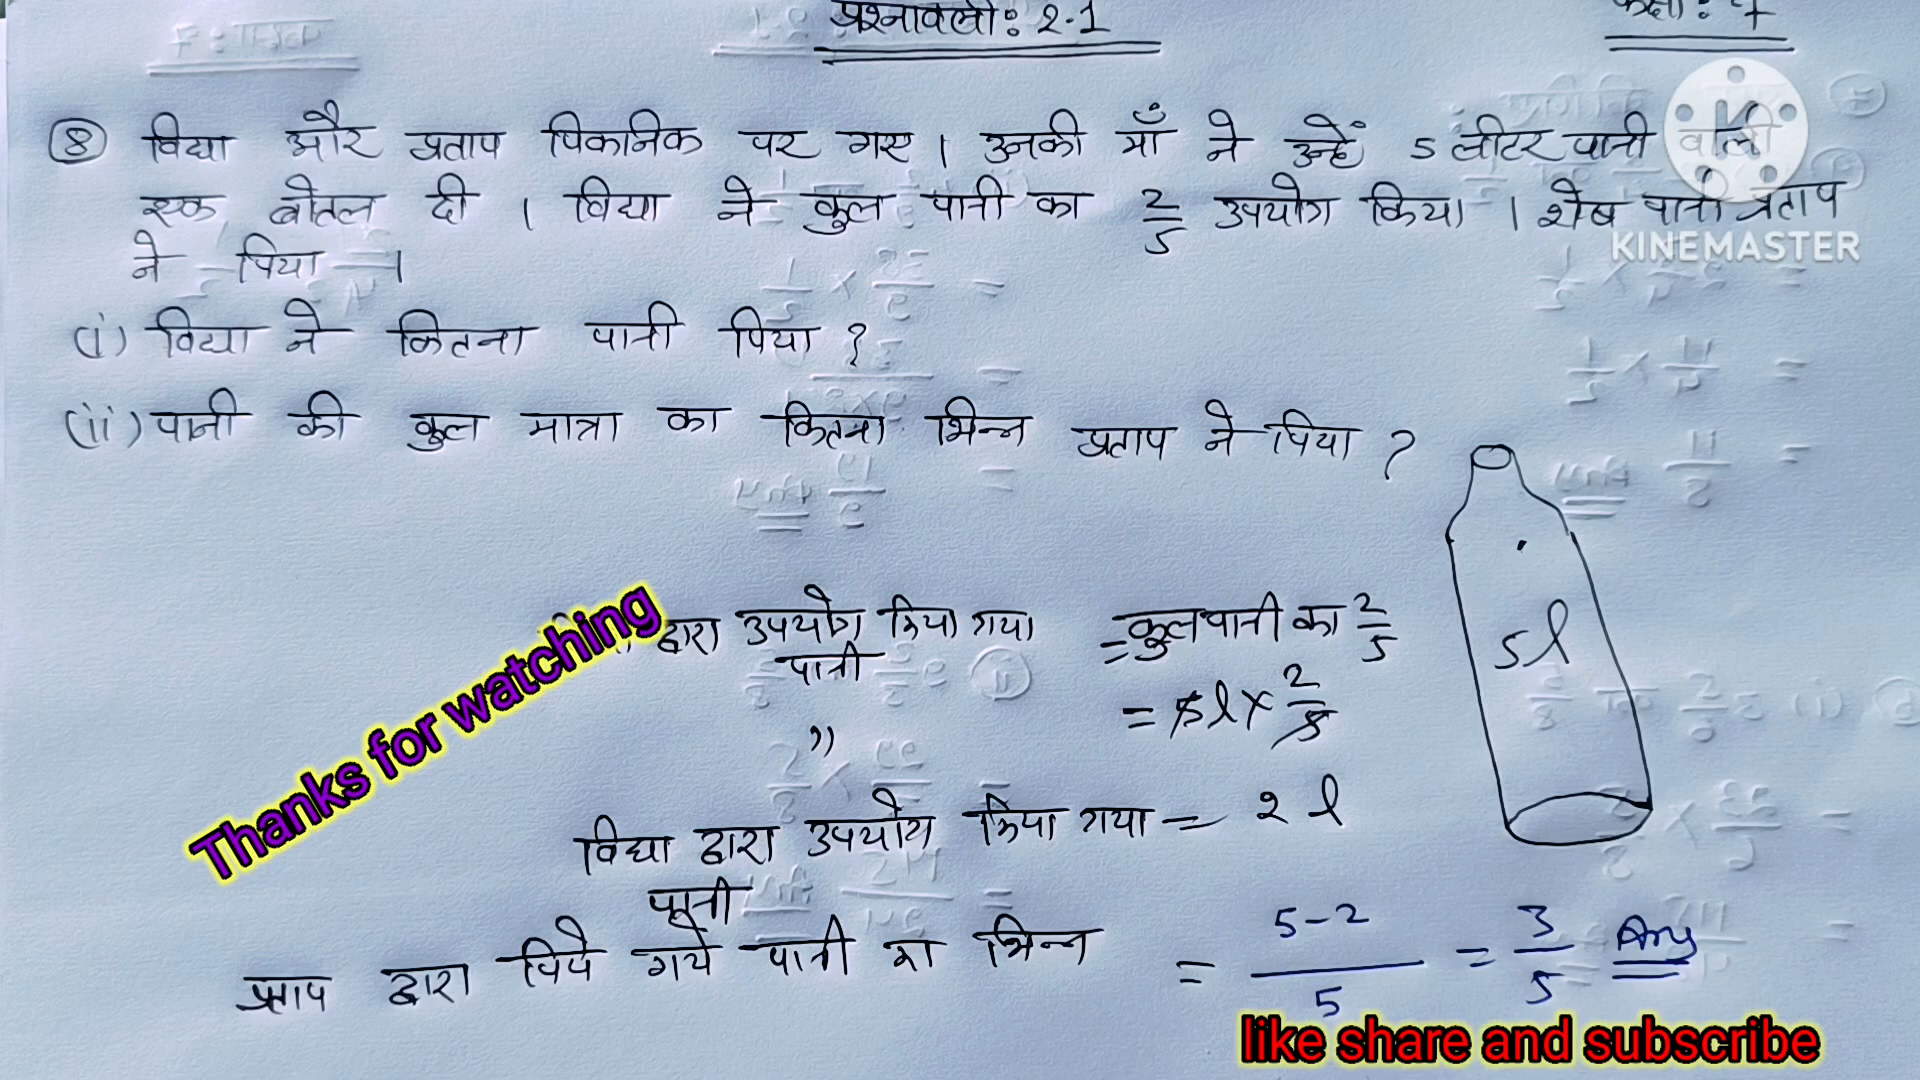 प्रश्नावली: 2.1
कक्षा: 7
(8) विद्या और प्रताप पिकनिक पर गए । उनकी माँ ने उन्हें 5 लीटर पानी वाली
एक बोतल दी । विद्या ने कुल पानी का 2/5 उपयोग किया । शेष पानी प्रताप
ने पिया ।
KINEMASTER
(i) विद्या ने कितना पानी पिया ?
(ii) पानी की कुल मात्रा का कितना भिन्न प्रताप ने पिया ?
द्वारा उपयोग किया गया पानी = कुल पानी का 2/5
5l
" = 5l × 2/5
Thanks for watching
विद्या द्वारा उपयोग किया गया पानी = 2 l
प्रताप द्वारा पिये गये पानी का भिन्न = 5-2/5 = 3/5 Ans
like share and subscribe